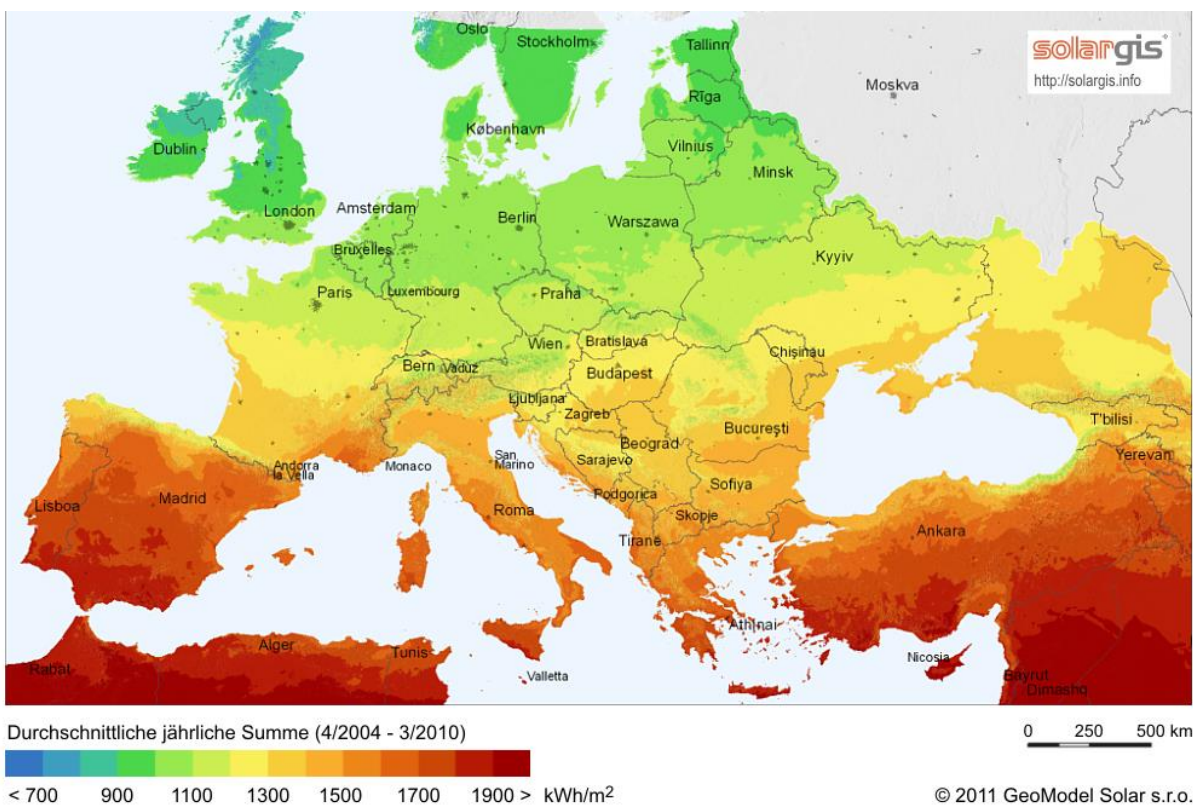 Oslo
Stockholm
Tallinn
solargis
http://solargis.info
Moskva
Rīga
København
Dublin
Vilnius
Minsk
London
Amsterdam
Berlin
Warszawa
Bruxelles
Kyyiv
Paris
Luxembourg
Praha
Wien
Bratislava
Chişinău
Bern
Vaduz
Budapest
Ljubljana
Zagreb
T'bilisi
Beograd
Bucureşti
Yerevan
San
Marino
Monaco
Sarajevo
Andorra
la Vella
Podgorica
Sofiya
Madrid
Lisboa
Roma
Skopje
Ankara
Tiranë
Ath|nai
Alger
Tunis
Nicosia
Rabat
Valletta
Bayrut
Dimashq
Durchschnittliche jährliche Summe (4/2004 - 3/2010)
0 250 500 km
< 700 900 1100 1300 1500 1700 1900 > kWh/m2
© 2011 GeoModel Solar s.r.o.